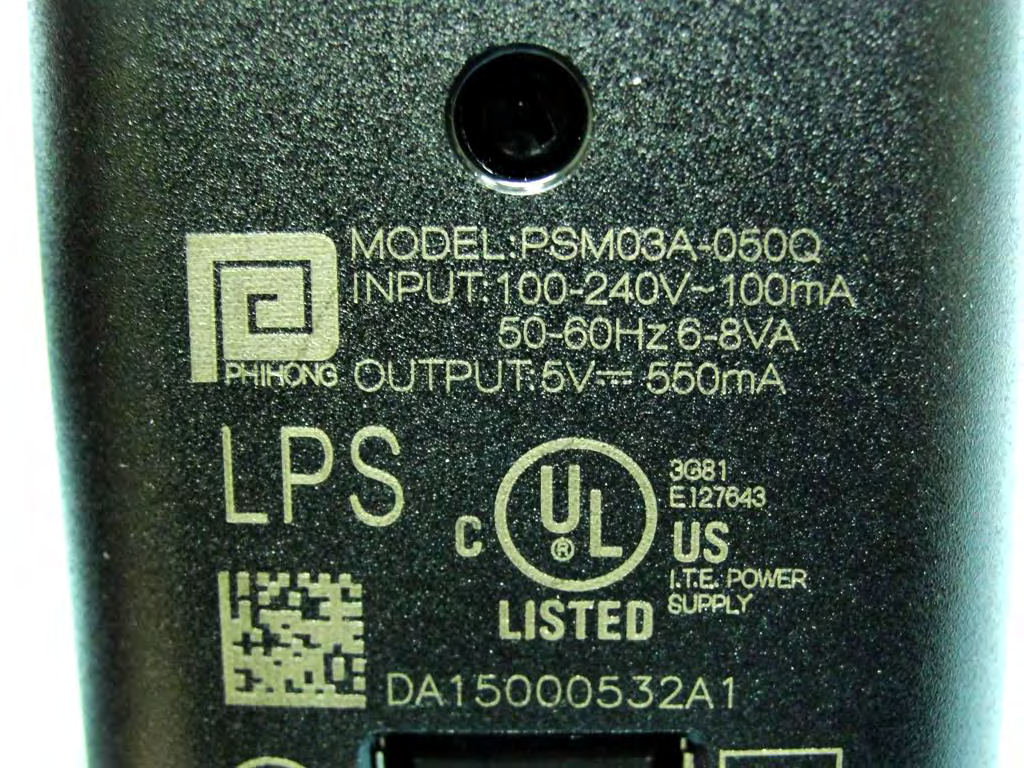 MODEL:PSM03A-050Q
INPUT:100-240V~100mA
50-60Hz 6-8VA
PHIHONG OUTPUT:5V⎓ 550mA
LPS
C UL® US
3G81
E127643
I.T.E. POWER
SUPPLY
LISTED
DA15000532A1